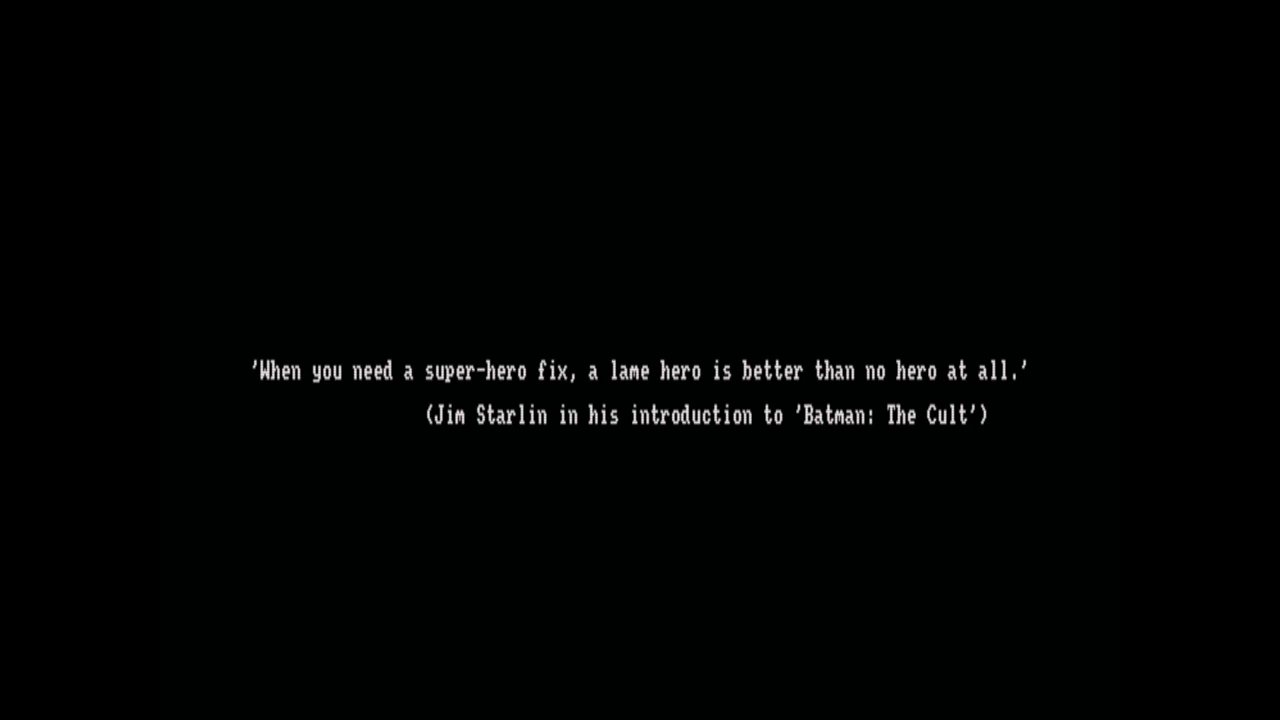 'When you need a super-hero fix, a lame hero is better than no hero at all.'
(Jim Starlin in his introduction to 'Batman: The Cult')